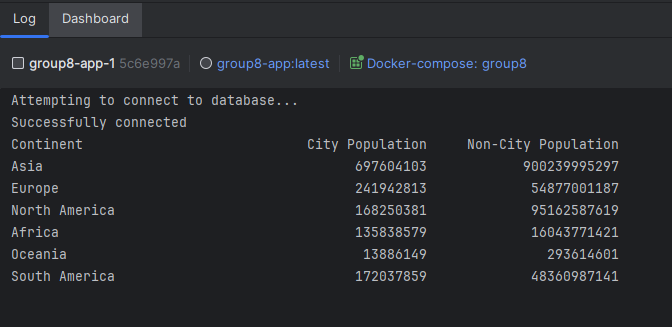 Log Dashboard
group8-app-1 5c6e997a group8-app:latest Docker-compose: group8
Attempting to connect to database...
Successfully connected
Continent City Population Non-City Population
Asia 697604103 900239995297
Europe 241942813 54877001187
North America 168250381 95162587619
Africa 135838579 16043771421
Oceania 13886149 293614601
South America 172037859 48360987141